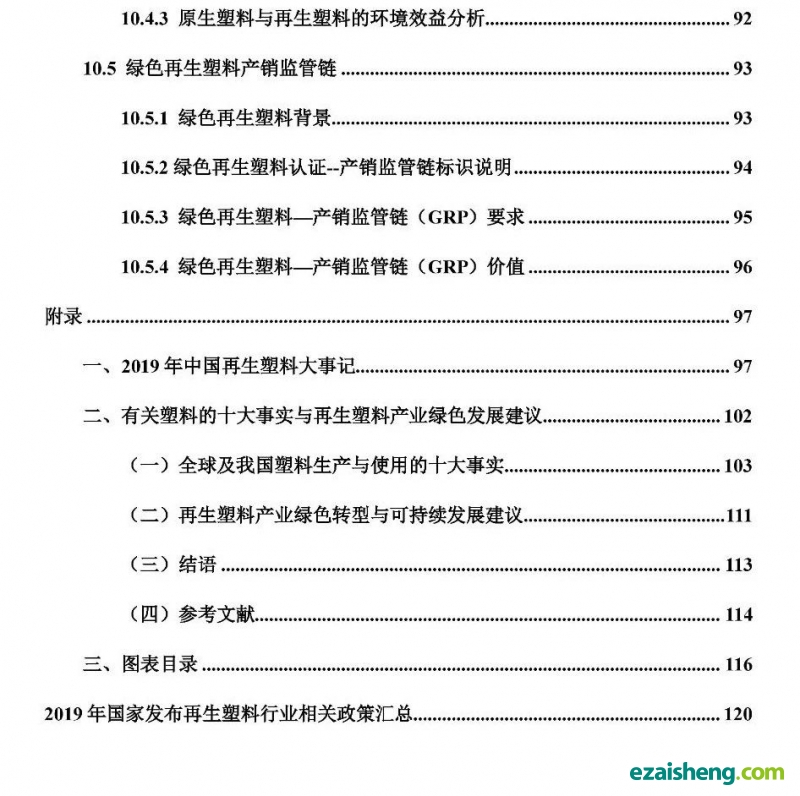 10.4.3 原生塑料与再生塑料的环境效益分析 92
10.5 绿色再生塑料产销监管链 93
10.5.1 绿色再生塑料背景 93
10.5.2 绿色再生塑料认证--产销监管链标识说明 94
10.5.3 绿色再生塑料—产销监管链（GRP）要求 95
10.5.4 绿色再生塑料—产销监管链（GRP）价值 96
附录 97
一、2019 年中国再生塑料大事记 97
二、有关塑料的十大事实与再生塑料产业绿色发展建议 102
（一）全球及我国塑料生产与使用的十大事实 103
（二）再生塑料产业绿色转型与可持续发展建议 111
（三）结语 113
（四）参考文献 114
三、图表目录 116
2019 年国家发布再生塑料行业相关政策汇总 120
ezaisheng.com